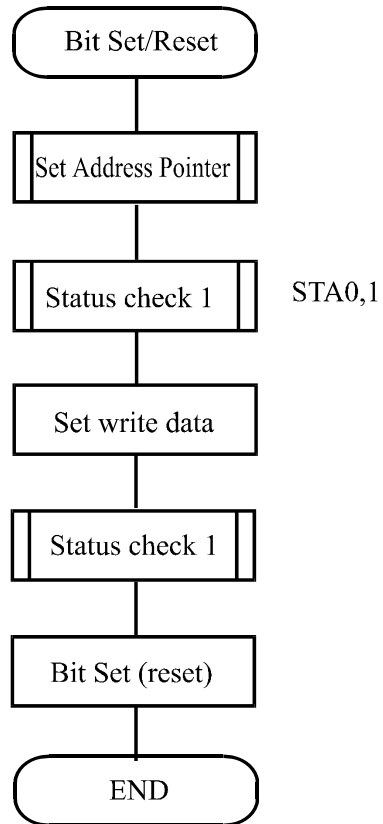 Bit Set/Reset
Set Address Pointer
Status check 1
STA0,1
Set write data
Status check 1
Bit Set (reset)
END